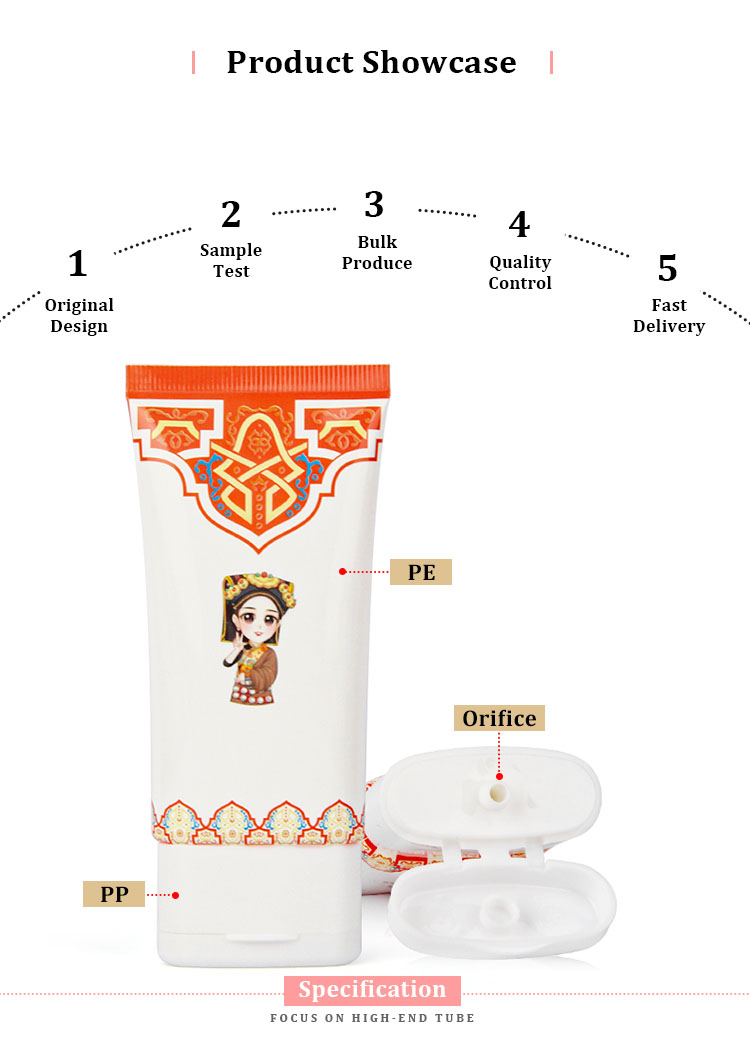 Product Showcase
1
Original
Design
2
Sample
Test
3
Bulk
Produce
4
Quality
Control
5
Fast
Delivery
PE
Orifice
PP
Specification
FOCUS ON HIGH-END TUBE